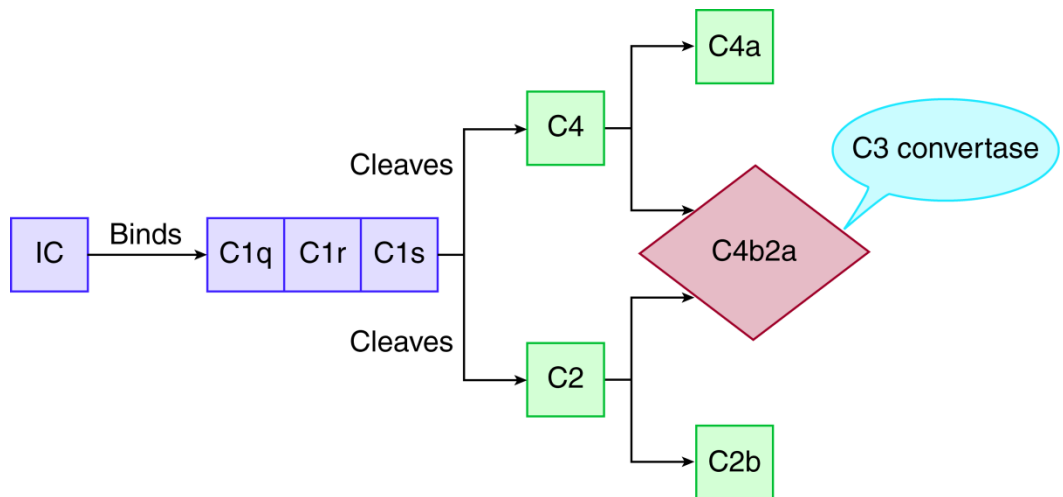 C4a
C4
C3 convertase
Cleaves
IC
Binds
C1q
C1r
C1s
C4b2a
Cleaves
C2
C2b